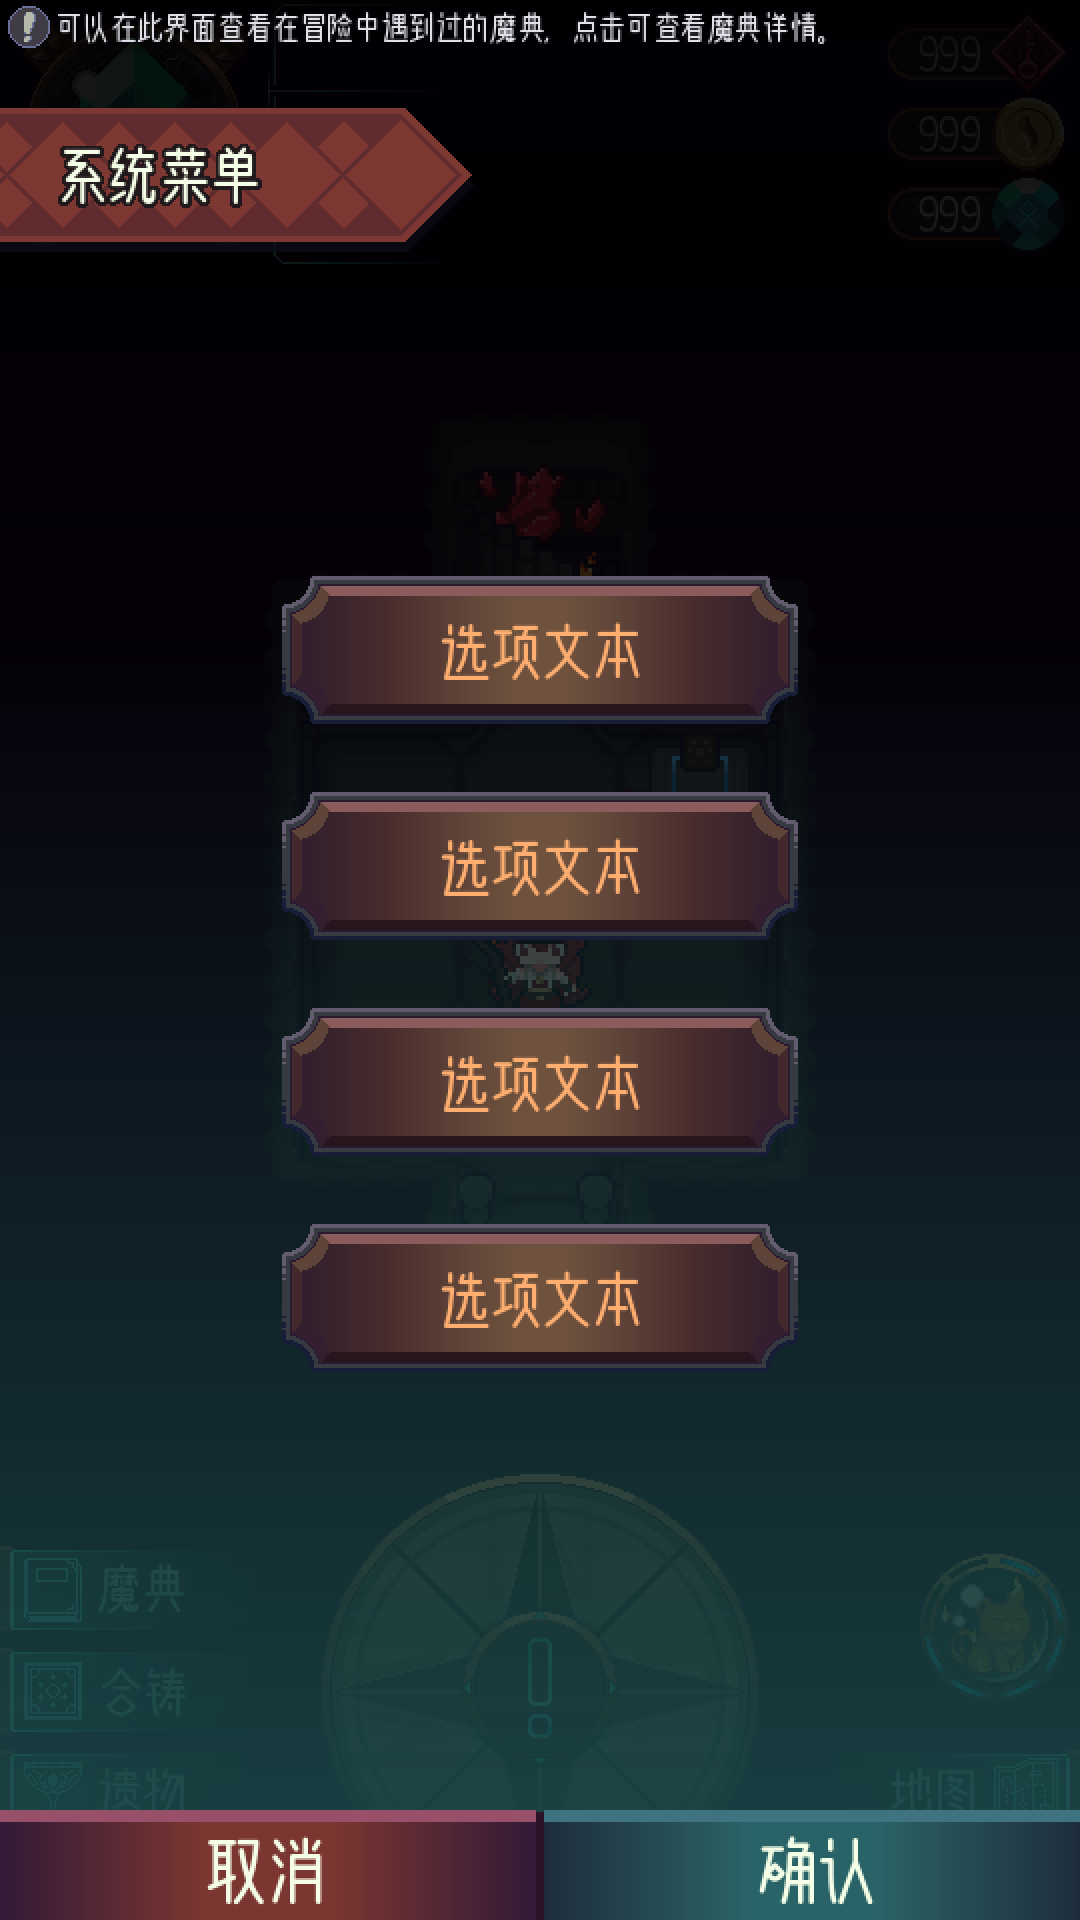 可以在此界面查看在冒险中遇到过的魔典，点击可查看魔典详情。
999
999
999
系统菜单
选项文本
选项文本
选项文本
选项文本
魔典
合铸
遗物
地图
取消
确认